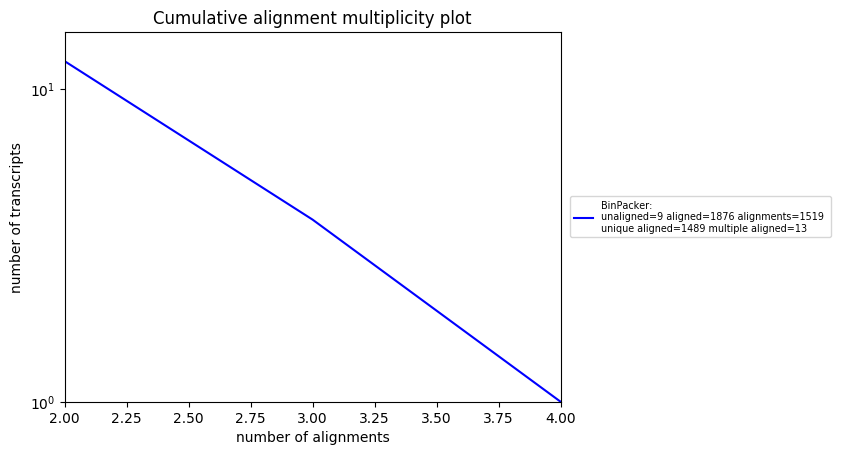 Cumulative alignment multiplicity plot
10¹
number of transcripts
10⁰
2.00 2.25 2.50 2.75 3.00 3.25 3.50 3.75 4.00
number of alignments
BinPacker:
unaligned=9 aligned=1876 alignments=1519
unique aligned=1489 multiple aligned=13